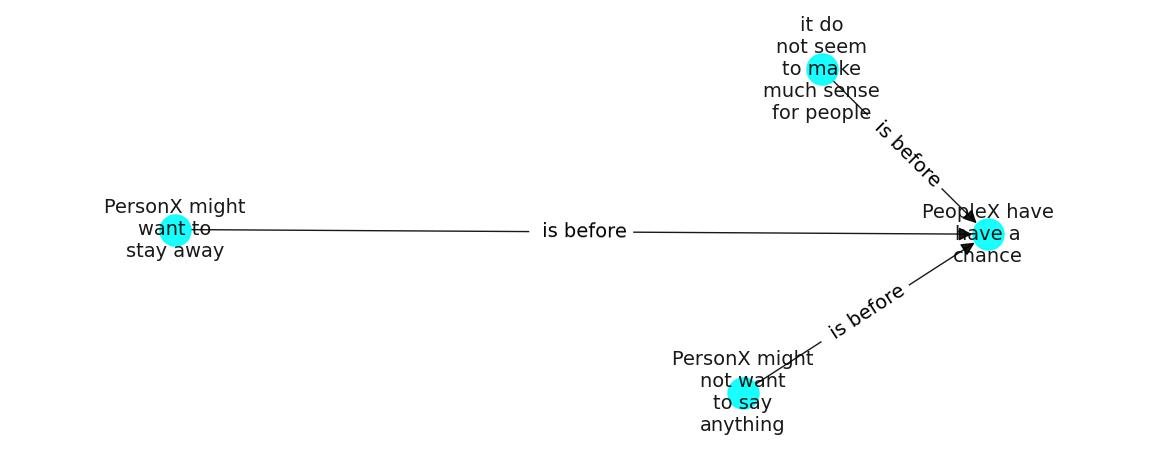 it do
not seem
to make
much sense
for people
is before
PersonX might
want to
stay away
is before
PeopleX have
have a
chance
is before
PersonX might
not want
to say
anything